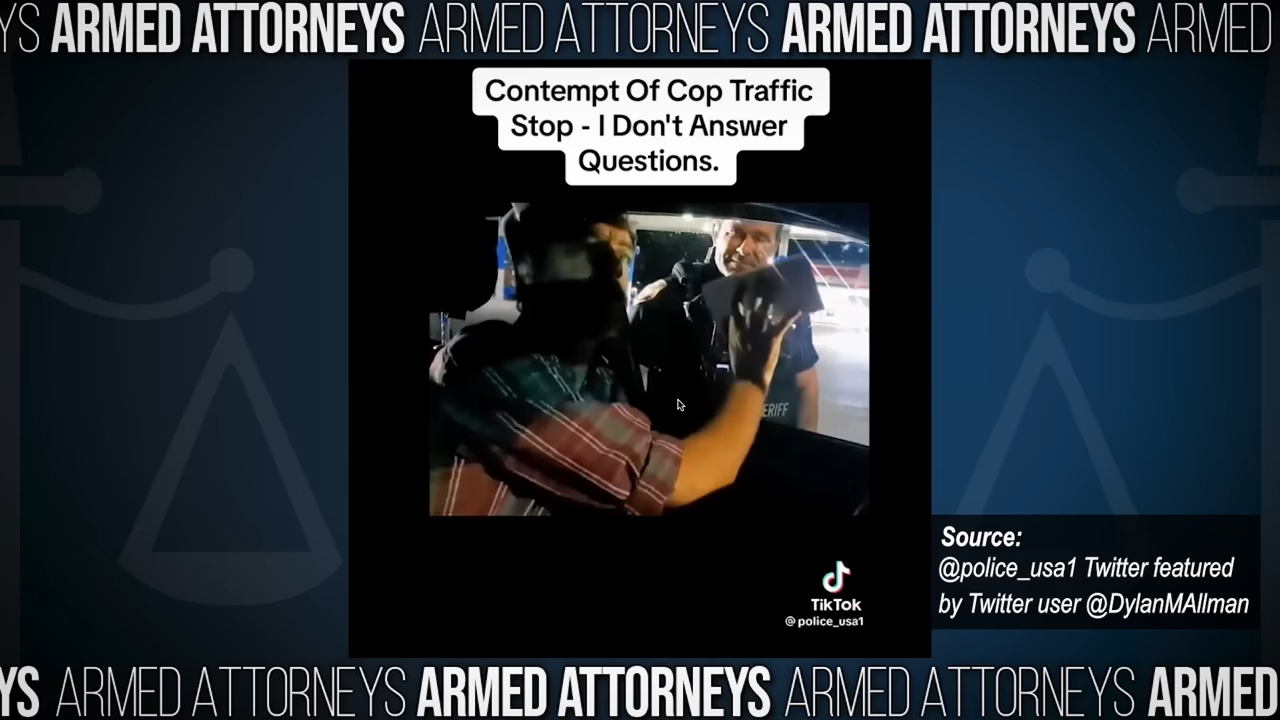 YS ARMED ATTORNEYS ARMED ATTORNEYS ARMED ATTORNEYS ARMED
Contempt Of Cop Traffic
Stop - I Don't Answer
Questions.
ERIFF
Source:
@police_usa1 Twitter featured
by Twitter user @DylanMAllman
TikTok
@police_usa1
YS ARMED ATTORNEYS ARMED ATTORNEYS ARMED ATTORNEYS ARMED